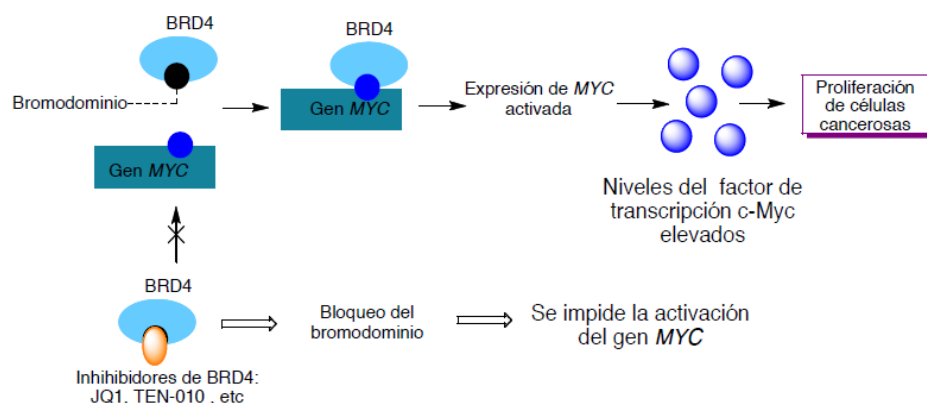 BRD4
Bromodominio
Gen MYC
BRD4
Gen MYC
Expresión de MYC
activada
Niveles del factor de
transcripción c-Myc
elevados
Proliferación
de células
cancerosas
BRD4
Inhihibidores de BRD4:
JQ1, TEN-010 , etc
Bloqueo del
bromodominio
Se impide la activación
del gen MYC